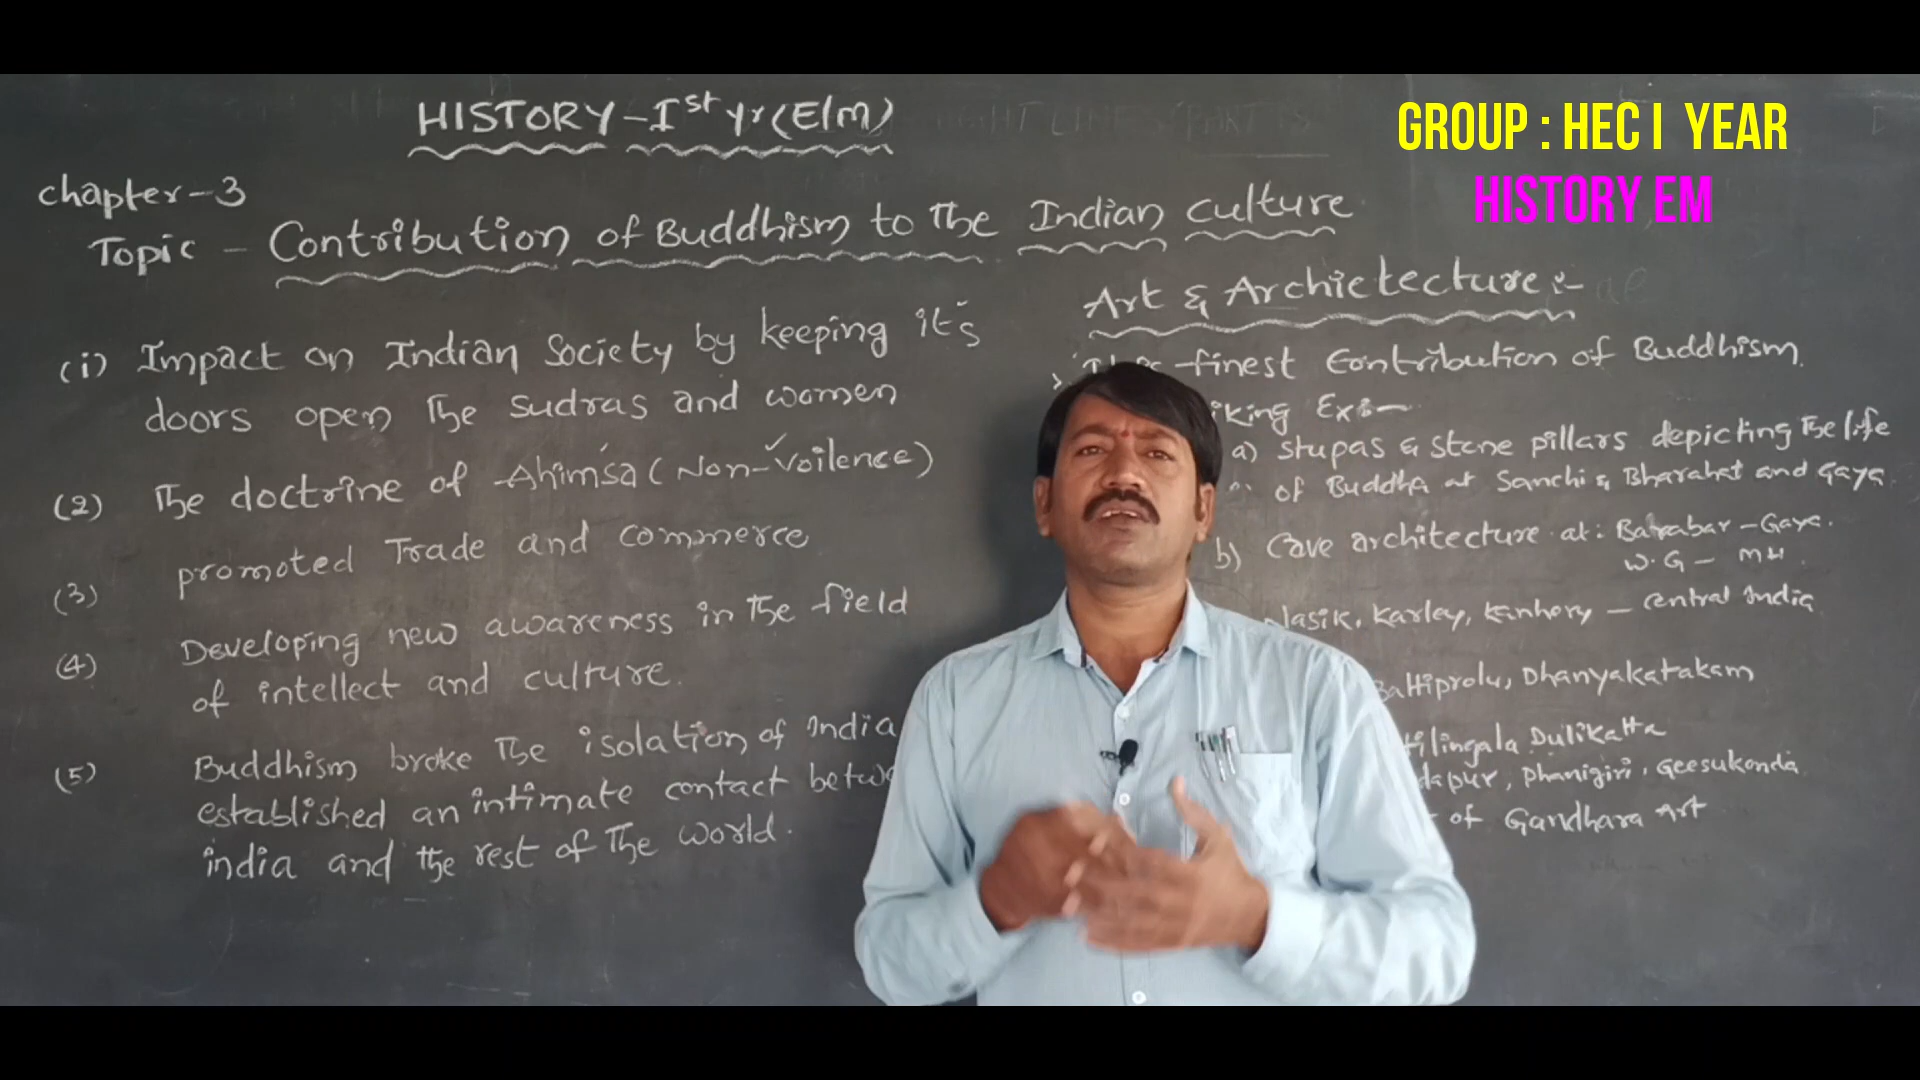 HISTORY - Ist yr (E/M)
GROUP : HEC I YEAR
HISTORY EM
chapter-3
Topic - Contribution of Buddhism to the Indian culture
(i) Impact on Indian Society by keeping it's
doors open the sudras and women
(2) The doctrine of Ahimsa (Non-Voilence)
(3) promoted Trade and commerce
(4) Developing new awareness in the field
of intellect and culture.
(5) Buddhism broke the isolation of India
established an intimate contact
india and the rest of the world.
Art & Archietecture :-
finest Contribution of Buddhism.
Ex:-
a) stupas & stone pillars depicting the life
of Buddha at Sanchi & Bharahat and Gaya
b) Cave architecture at: Barabar - Gaya.
W.G - MH.
Karley, Kanhery - central India
Dhanyakatakam
Dulikatta
Phanigiri, Geesukonda
of Gandhara Art